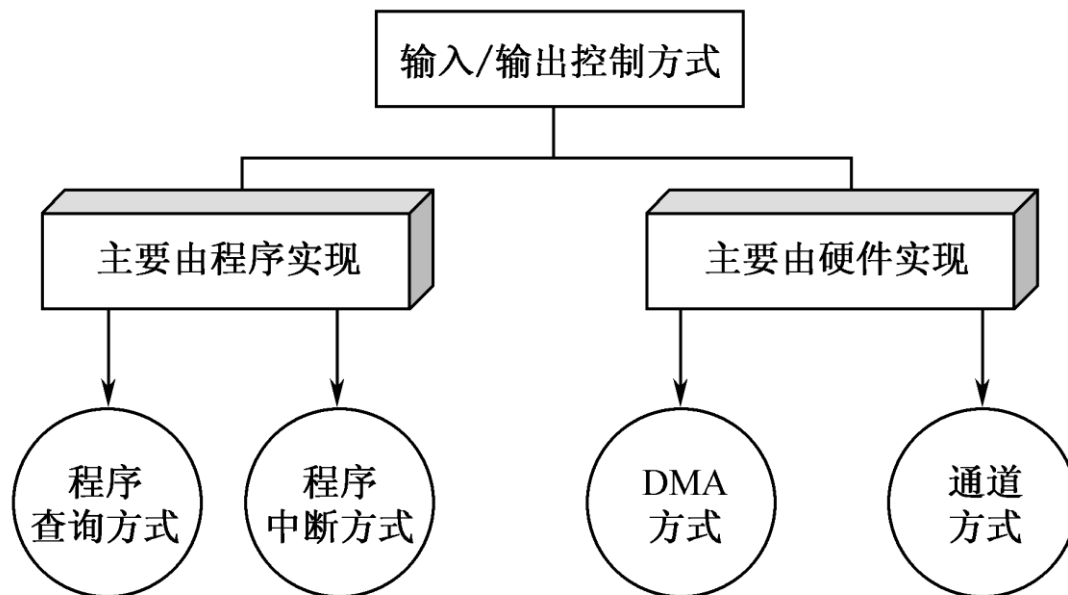 输入/输出控制方式
主要由程序实现
主要由硬件实现
程序
查询方式
程序
中断方式
DMA
方式
通道
方式